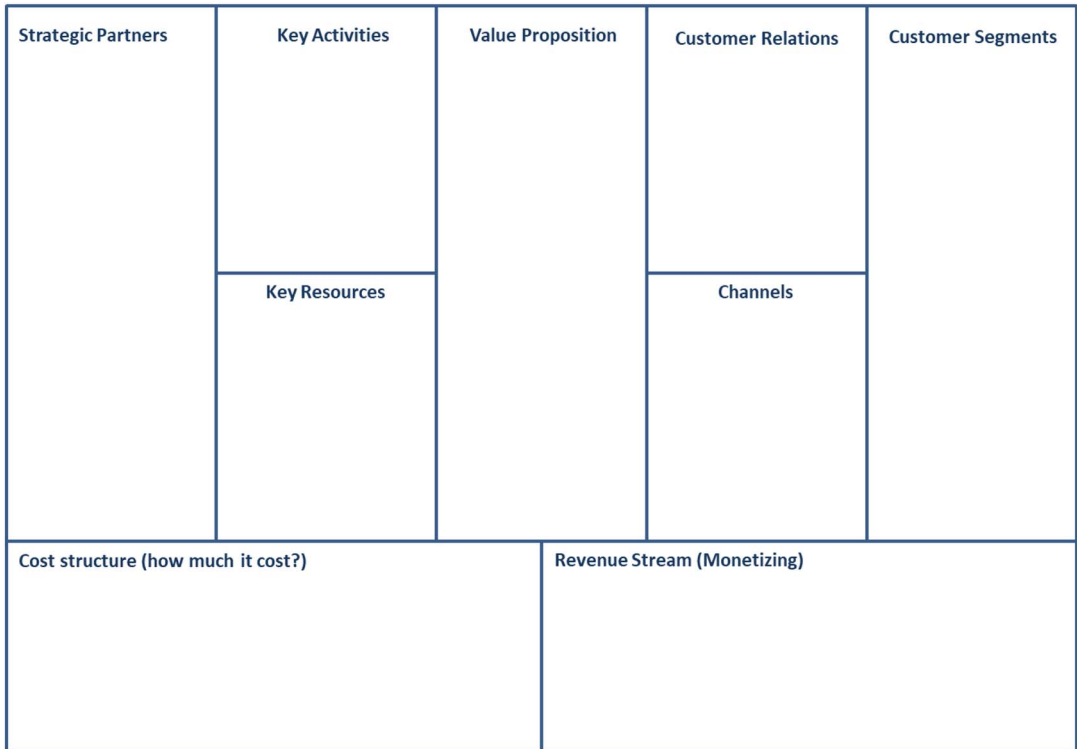 Strategic Partners
Key Activities
Value Proposition
Customer Relations
Customer Segments
Key Resources
Channels
Cost structure (how much it cost?)
Revenue Stream (Monetizing)